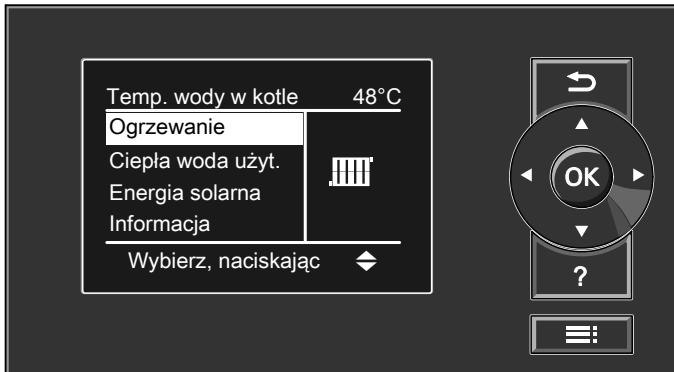 Temp. wody w kotle 48°C
Ogrzewanie
Ciepła woda użyt.
Energia solarna
Informacja
Wybierz, naciskając
OK
?